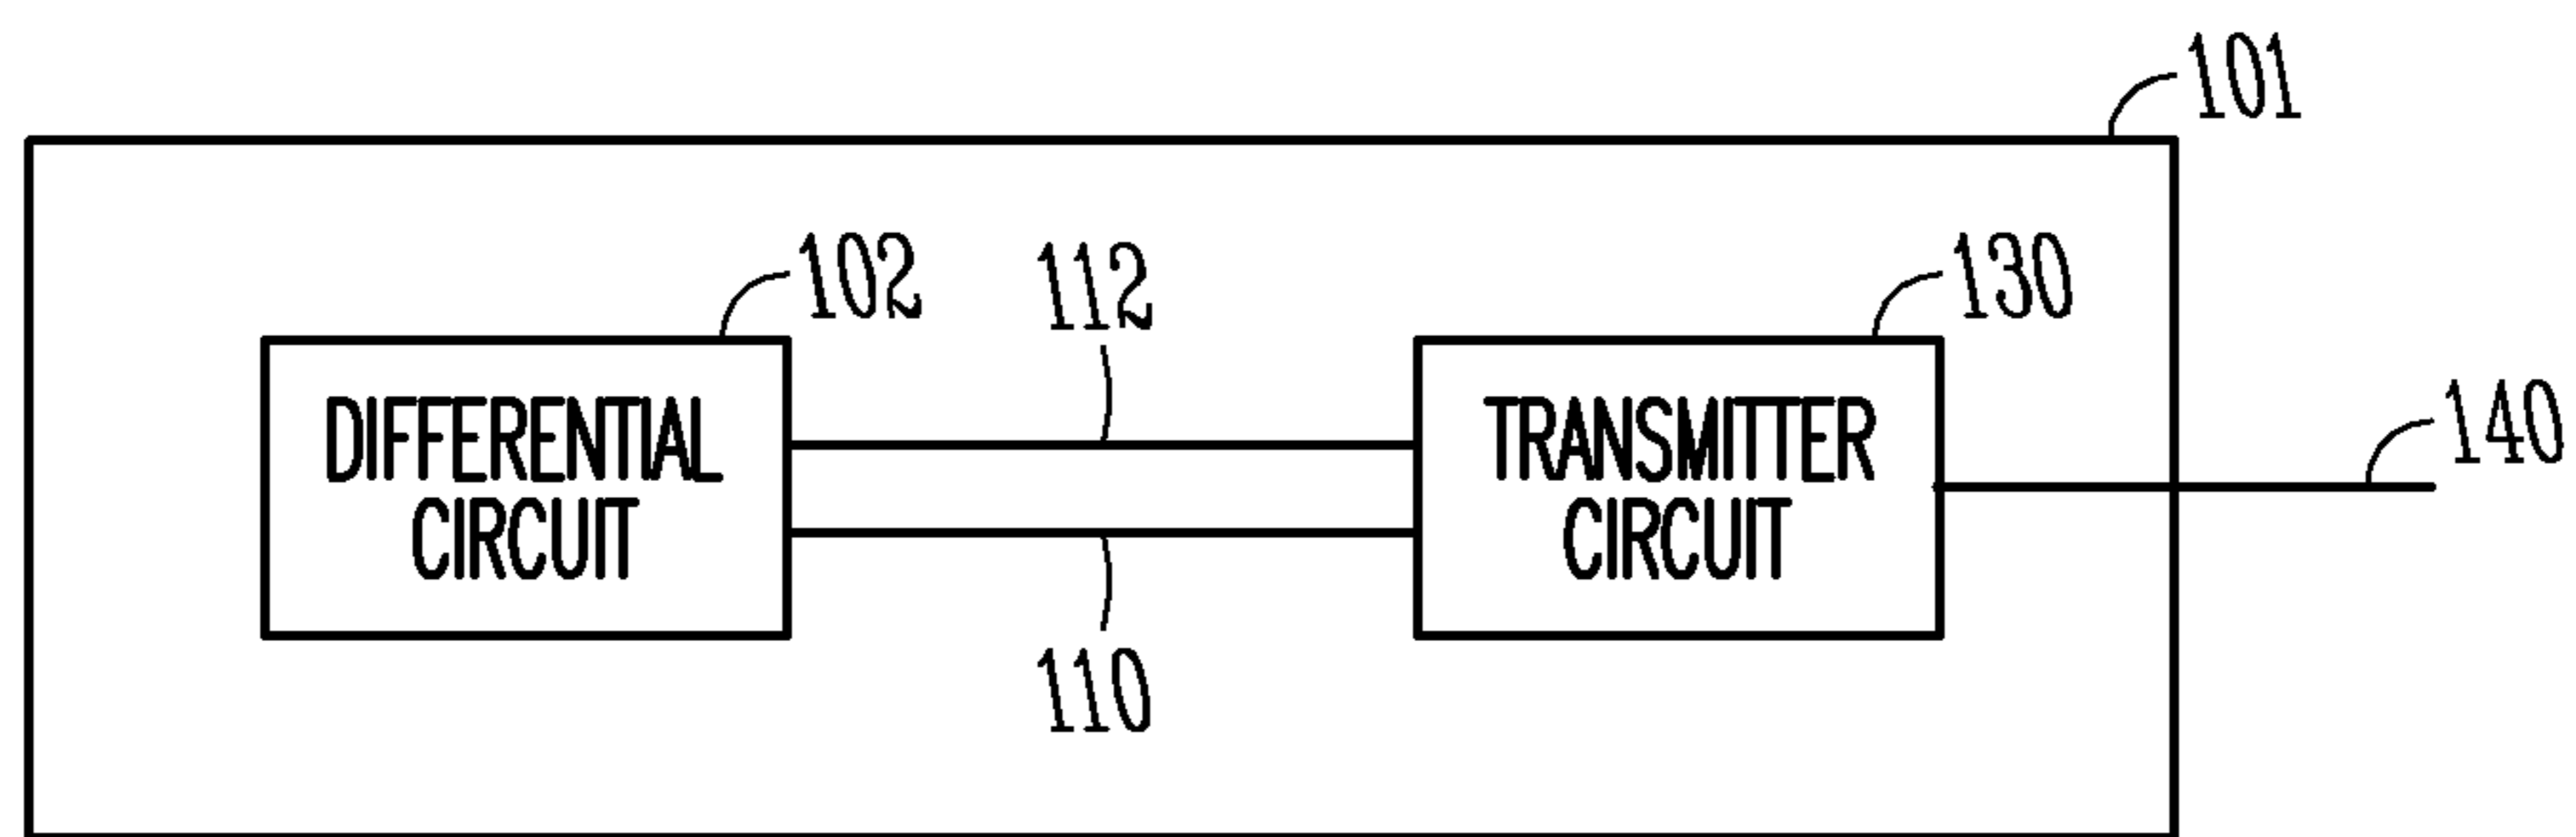 101
102
112
130
DIFFERENTIAL
CIRCUIT
TRANSMITTER
CIRCUIT
140
110